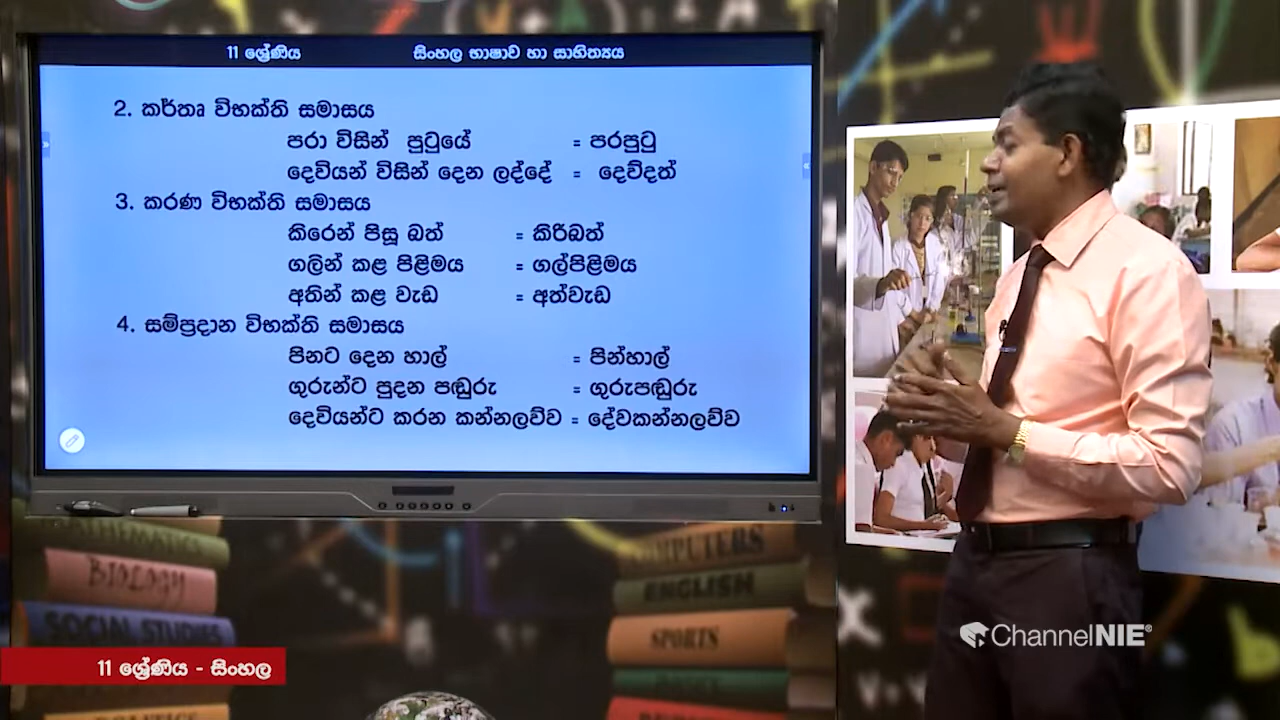 11 ශ්‍රේණිය සිංහල භාෂාව හා සාහිත්‍යය
2. කර්තෘ විභක්ති සමාසය
පරා විසින් පුටුයේ = පරපුටු
දෙවියන් විසින් දෙන ලද්දේ = දෙව්දත්
3. කරණ විභක්ති සමාසය
කිරෙන් පිසූ බත් = කිරිබත්
ගලින් කළ පිළිමය = ගල්පිළිමය
අතින් කළ වැඩ = අත්වැඩ
4. සම්ප්‍රදාන විභක්ති සමාසය
පිනට දෙන හාල් = පින්හාල්
ගුරුන්ට පුදන පඬුරු = ගුරුපඬුරු
දෙවියන්ට කරන කන්නලව්ව = දේවකන්නලව්ව
MATHEMATICS
BIOLOGY
SOCIAL STUDIES
COMPUTERS
ENGLISH
SPORTS
ChannelNIE®
11 ශ්‍රේණිය - සිංහල